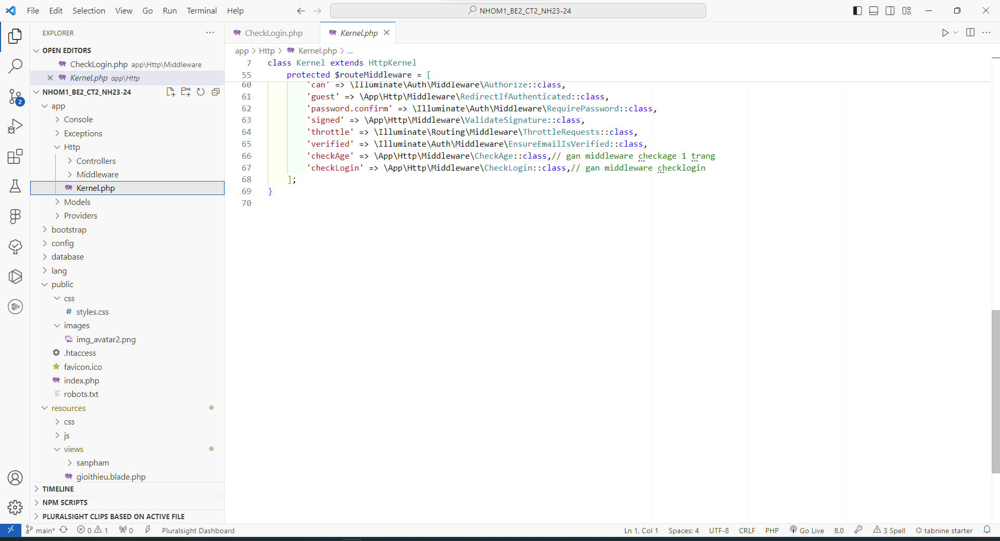 File Edit Selection View Go Run Terminal Help
NHOM1_BE2_CT2_NH23-24
EXPLORER
OPEN EDITORS
CheckLogin.php app\Http\Middleware
Kernel.php app\Http
NHOM1_BE2_CT2_NH23-24
2
app
Console
Exceptions
Http
Controllers
Middleware
Kernel.php
Models
Providers
bootstrap
config
database
lang
public
css
styles.css
images
img_avatar2.png
.htaccess
favicon.ico
index.php
robots.txt
resources
css
js
views
sanpham
gioithieu.blade.php
TIMELINE
NPM SCRIPTS
PLURALSIGHT CLIPS BASED ON ACTIVE FILE
CheckLogin.php Kernel.php
app > Http > Kernel.php > ...
7 class Kernel extends HttpKernel
55 protected $routeMiddleware = [
60 'can' => \Illuminate\Auth\Middleware\Authorize::class,
61 'guest' => \App\Http\Middleware\RedirectIfAuthenticated::class,
62 'password.confirm' => \Illuminate\Auth\Middleware\RequirePassword::class,
63 'signed' => \App\Http\Middleware\ValidateSignature::class,
64 'throttle' => \Illuminate\Routing\Middleware\ThrottleRequests::class,
65 'verified' => \Illuminate\Auth\Middleware\EnsureEmailIsVerified::class,
66 'checkAge' => \App\Http\Middleware\CheckAge::class,// gan middleware checkage 1 trang
67 'checkLogin' => \App\Http\Middleware\CheckLogin::class,// gan middleware checklogin
68 ];
69 }
70
main* 0 1 0 Pluralsight Dashboard Ln 1, Col 1 Spaces: 4 UTF-8 CRLF PHP Go Live 8.0 3 Spell tabnine starter